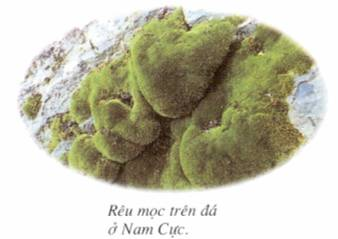 Rêu mọc trên đá
ở Nam Cực.